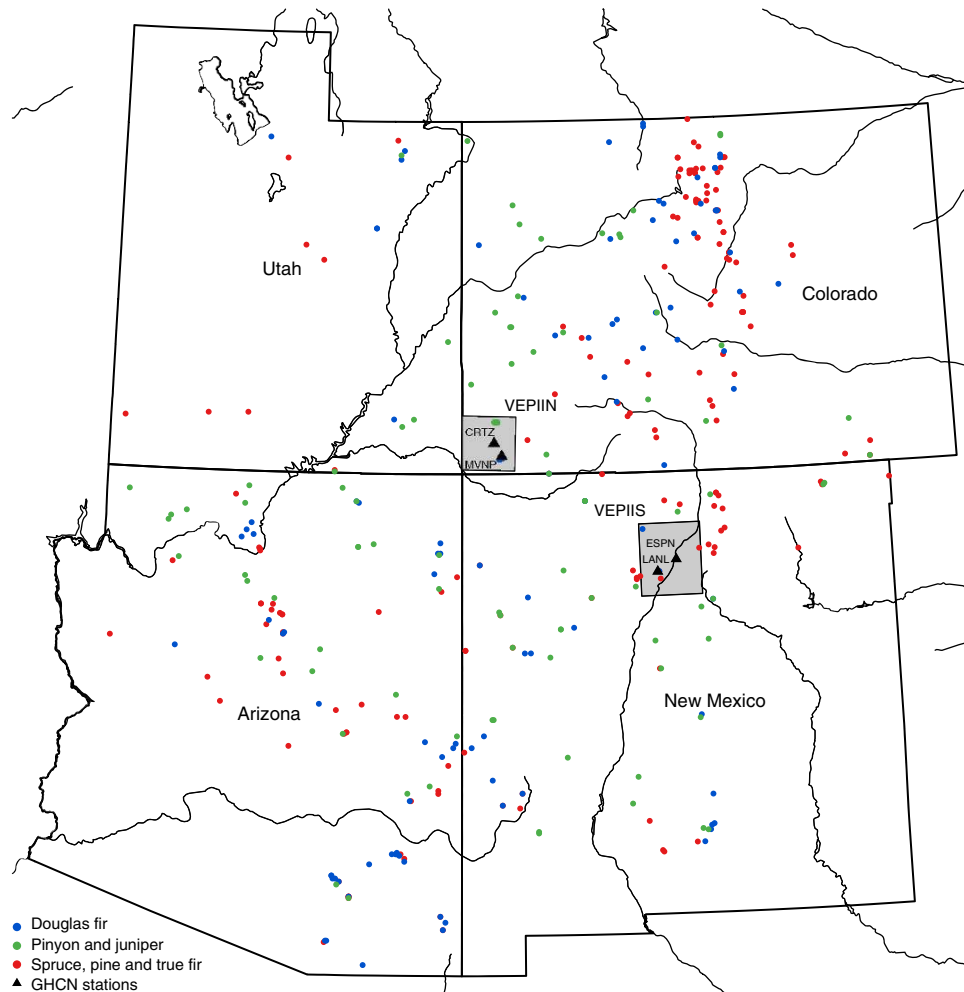 Utah
Colorado
VEPIIN
CRTZ
MVNP
VEPIIS
ESPN
LANL
Arizona
New Mexico
Douglas fir
Pinyon and juniper
Spruce, pine and true fir
GHCN stations